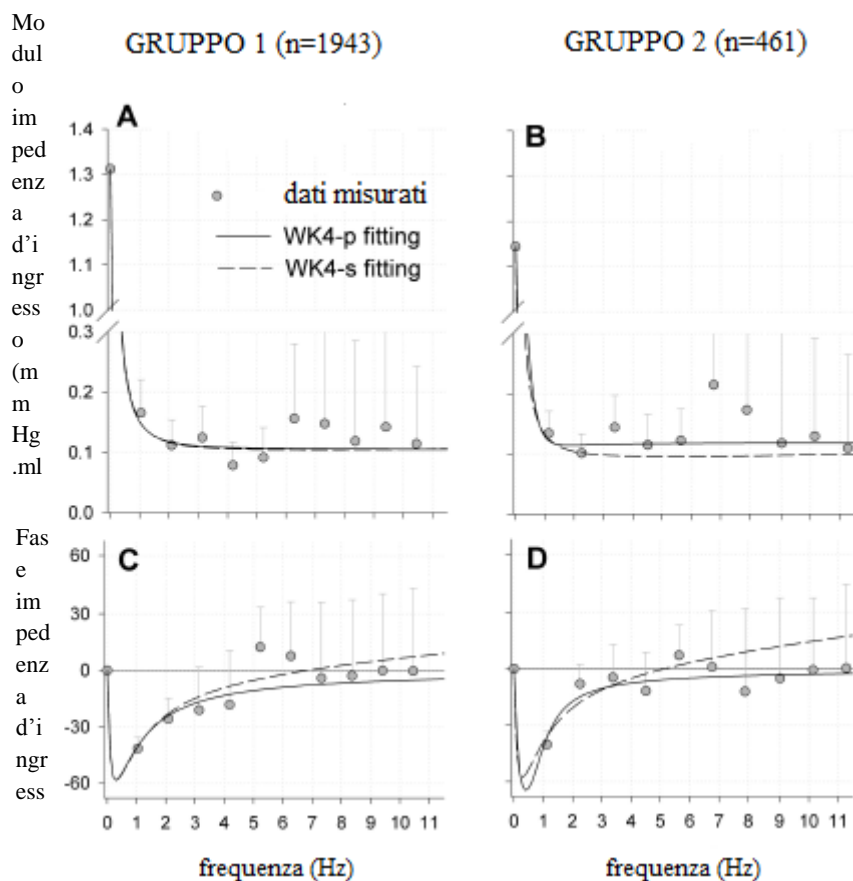 GRUPPO 1 (n=1943)
GRUPPO 2 (n=461)
Mo
dul
o
im
ped
enz
a
d’i
ngr
ess
o
(m
m
Hg
.ml
A
1.4
1.3
1.2
1.1
1.0
0.3
0.2
0.1
0.0
dati misurati
WK4-p fitting
WK4-s fitting
B
Fas
e
im
ped
enz
a
d’i
ngr
ess
C
60
30
0
-30
-60
0 1 2 3 4 5 6 7 8 9 10 11
frequenza (Hz)
D
0 1 2 3 4 5 6 7 8 9 10 11
frequenza (Hz)